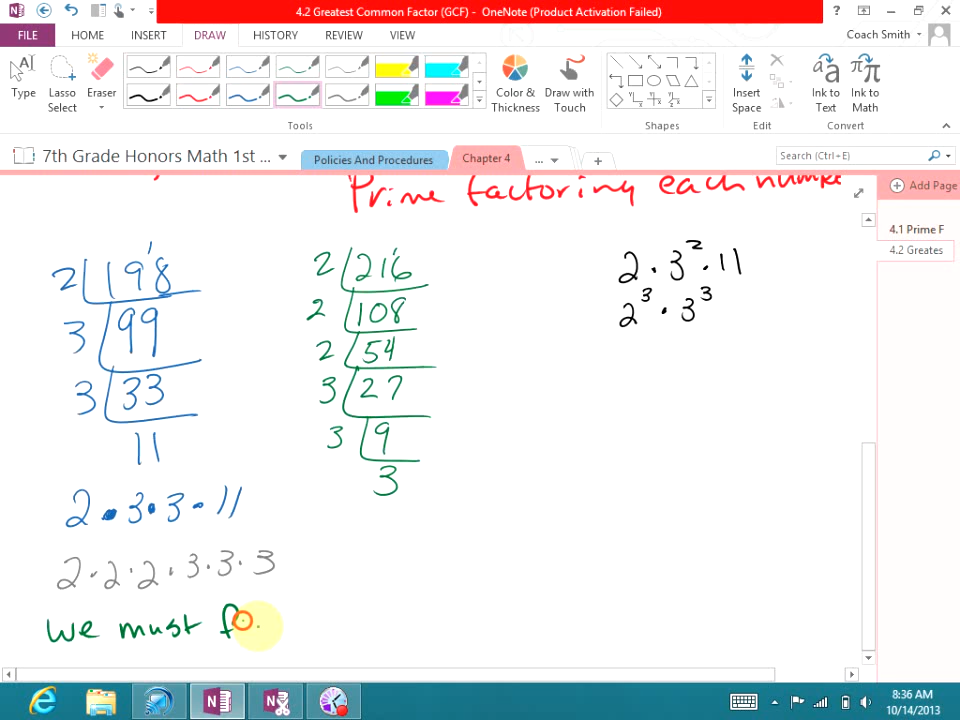 4.2 Greatest Common Factor (GCF) - OneNote (Product Activation Failed)
FILE HOME INSERT DRAW HISTORY REVIEW VIEW Coach Smith
Type
Lasso Select
Eraser
Color & Thickness
Draw with Touch
Insert Space
Ink to Text
Ink to Math
Tools Shapes Edit Convert
7th Grade Honors Math 1st ... Policies And Procedures Chapter 4 ... + Search (Ctrl+E)
Add Page
4.1 Prime F
4.2 Greates
Prime factoring each number
2 198
3 99
3 33
11
2 216
2 108
2 54
3 27
3 9
3
2 · 3² · 11
2³ · 3³
2 · 3 · 3 · 11
2 · 2 · 2 · 3 · 3 · 3
We must f
8:36 AM
10/14/2013